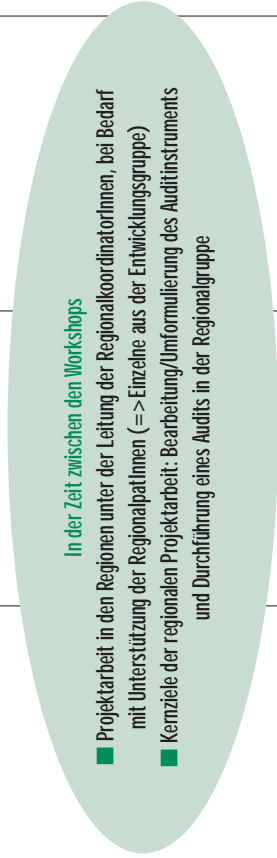 In der Zeit zwischen den Workshops
■ Projektarbeit in den Regionen unter der Leitung der RegionalkoordinatorInnen, bei Bedarf
mit Unterstützung der RegionalpatInnen (=> Einzelne aus der Entwicklungsgruppe)
■ Kernziele der regionalen Projektarbeit: Bearbeitung/Umformulierung des Auditinstruments
und Durchführung eines Audits in der Regionalgruppe